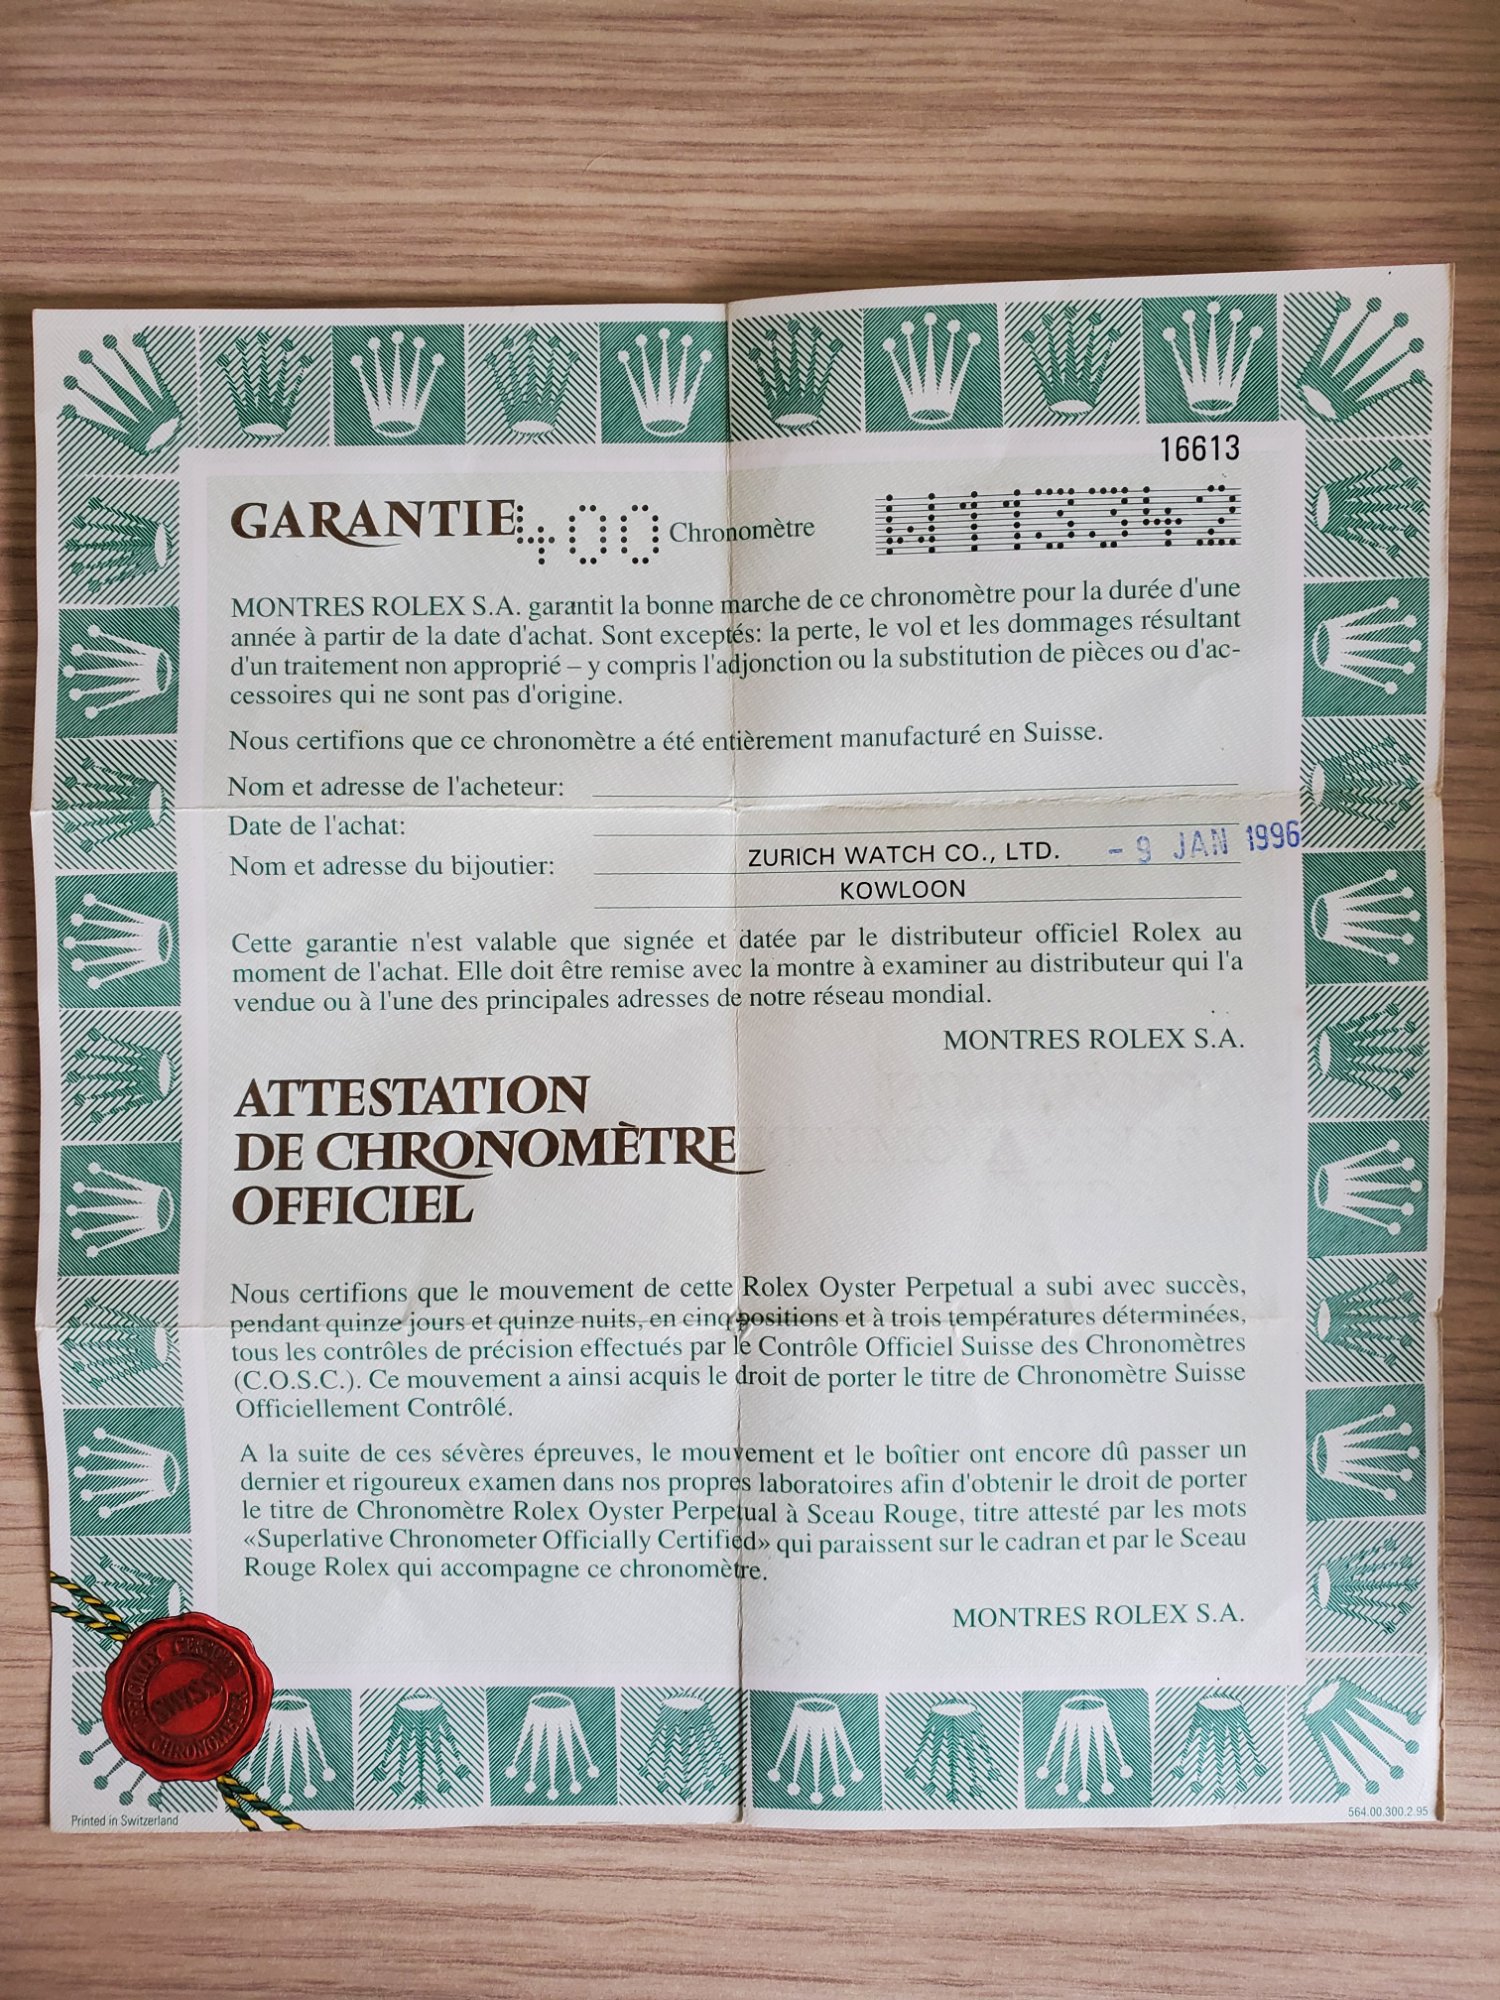 16613
GARANTIE 400 Chronomètre
MONTRES ROLEX S.A. garantit la bonne marche de ce chronomètre pour la durée d'une
année à partir de la date d'achat. Sont exceptés: la perte, le vol et les dommages résultant
d'un traitement non approprié – y compris l'adjonction ou la substitution de pièces ou d'ac-
cessoires qui ne sont pas d'origine.
Nous certifions que ce chronomètre a été entièrement manufacturé en Suisse.
Nom et adresse de l'acheteur:
Date de l'achat:
Nom et adresse du bijoutier: ZURICH WATCH CO., LTD. - 9 JAN 1996
KOWLOON
Cette garantie n'est valable que signée et datée par le distributeur officiel Rolex au
moment de l'achat. Elle doit être remise avec la montre à examiner au distributeur qui l'a
vendue ou à l'une des principales adresses de notre réseau mondial.
MONTRES ROLEX S.A.
ATTESTATION
DE CHRONOMÈTRE
OFFICIEL
Nous certifions que le mouvement de cette Rolex Oyster Perpetual a subi avec succès,
pendant quinze jours et quinze nuits, en cinq positions et à trois températures déterminées,
tous les contrôles de précision effectués par le Contrôle Officiel Suisse des Chronomètres
(C.O.S.C.). Ce mouvement a ainsi acquis le droit de porter le titre de Chronomètre Suisse
Officiellement Contrôlé.
A la suite de ces sévères épreuves, le mouvement et le boîtier ont encore dû passer un
dernier et rigoureux examen dans nos propres laboratoires afin d'obtenir le droit de porter
le titre de Chronomètre Rolex Oyster Perpetual à Sceau Rouge, titre attesté par les mots
«Superlative Chronometer Officially Certified» qui paraissent sur le cadran et par le Sceau
Rouge Rolex qui accompagne ce chronomètre.
MONTRES ROLEX S.A.
OFFICIALLY CERTIFIED
SWISS
CHRONOMETER
Printed in Switzerland
564.00.300.2.95